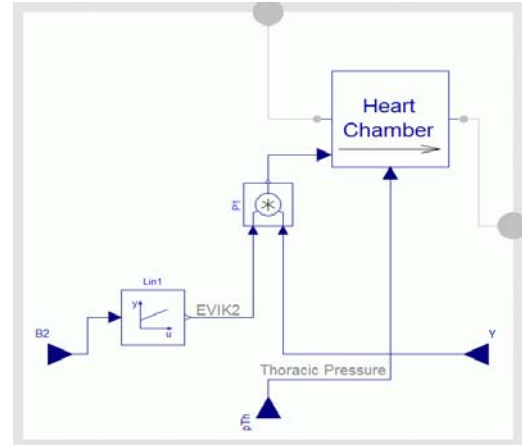 Heart
Chamber
P1
*
Lin1
y
u
EVIK2
B2
Y
Thoracic Pressure
pTh